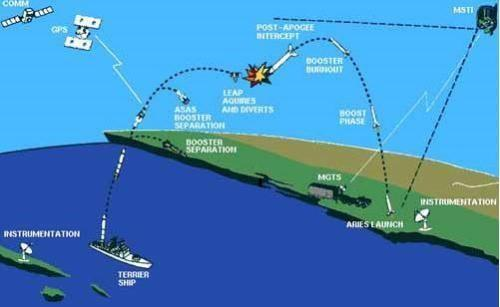 COMM
GPS
POST-APOGEE
INTERCEPT
MSTI
BOOSTER
BURNOUT
LEAP
AQUIRES
AND DIVERTS
ASAS
BOOSTER
SEPARATION
BOOST
PHASE
BOOSTER
SEPARATION
MGTS
INSTRUMENTATION
ARIES LAUNCH
INSTRUMENTATION
TERRIER
SHIP